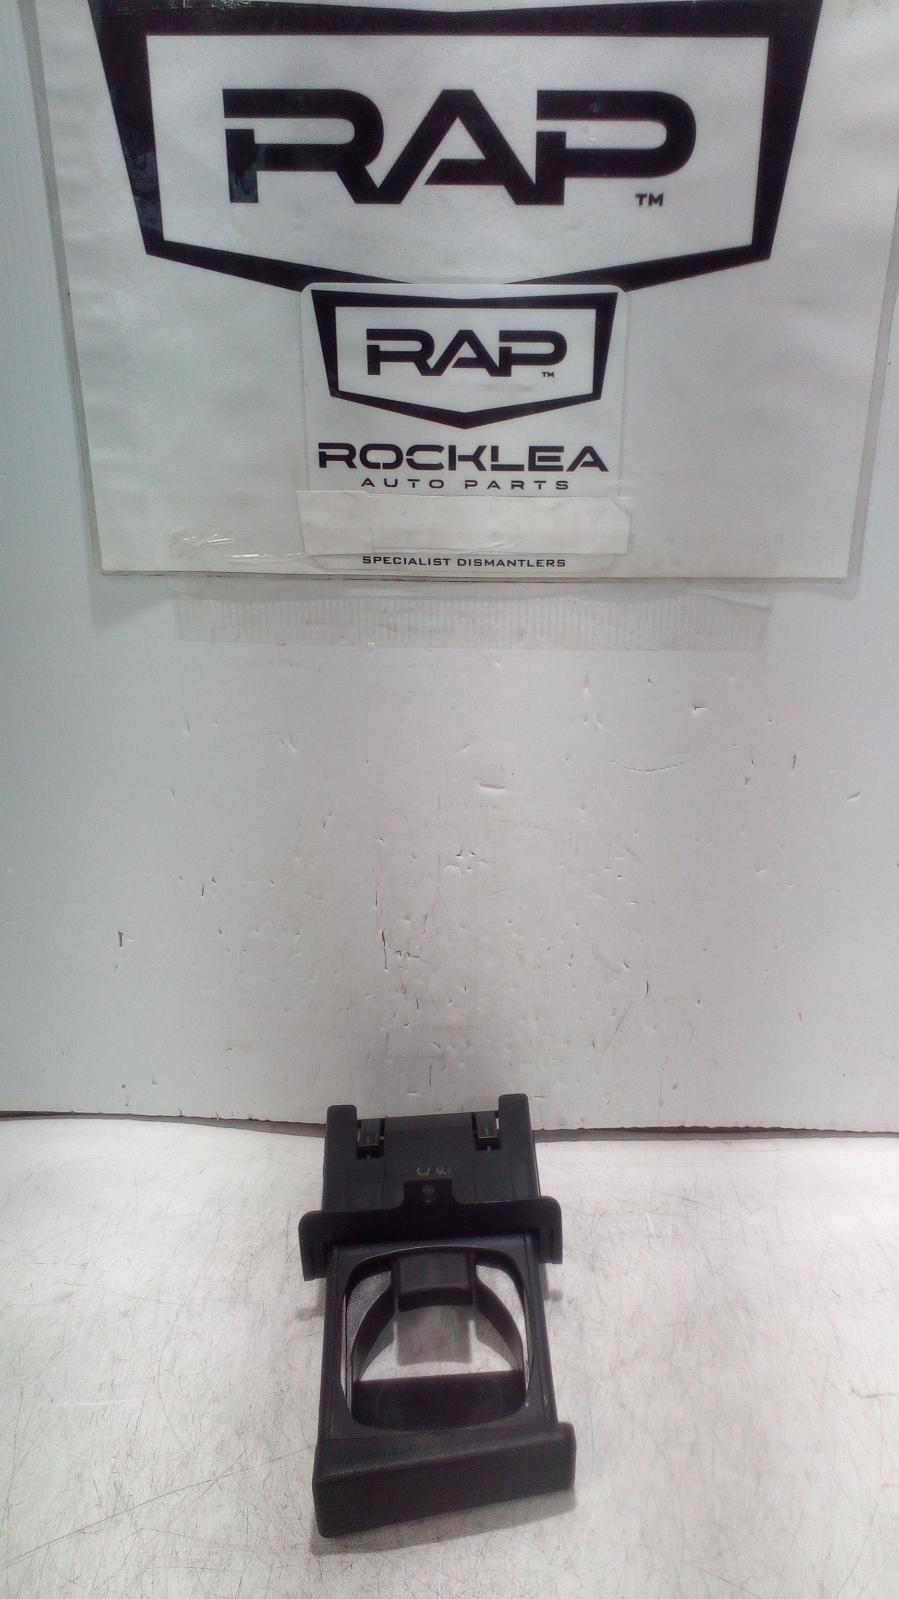 RAP
TM
RAP
TM
ROCKLEA
AUTO PARTS
SPECIALIST DISMANTLERS